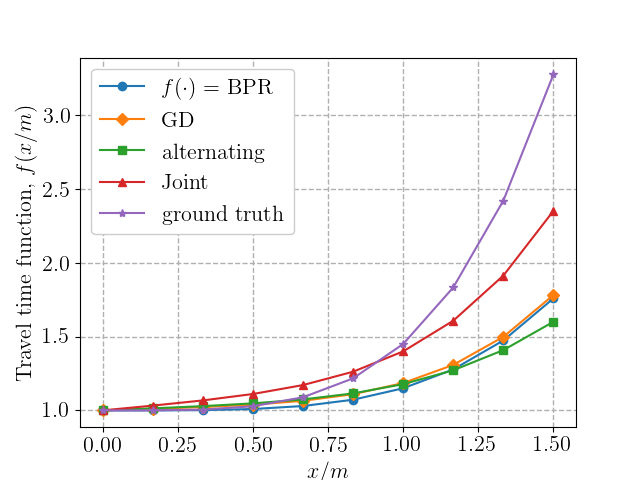 f(·) = BPR
GD
alternating
Joint
ground truth
Travel time function, f(x/m)
3.0
2.5
2.0
1.5
1.0
0.00 0.25 0.50 0.75 1.00 1.25 1.50
x/m